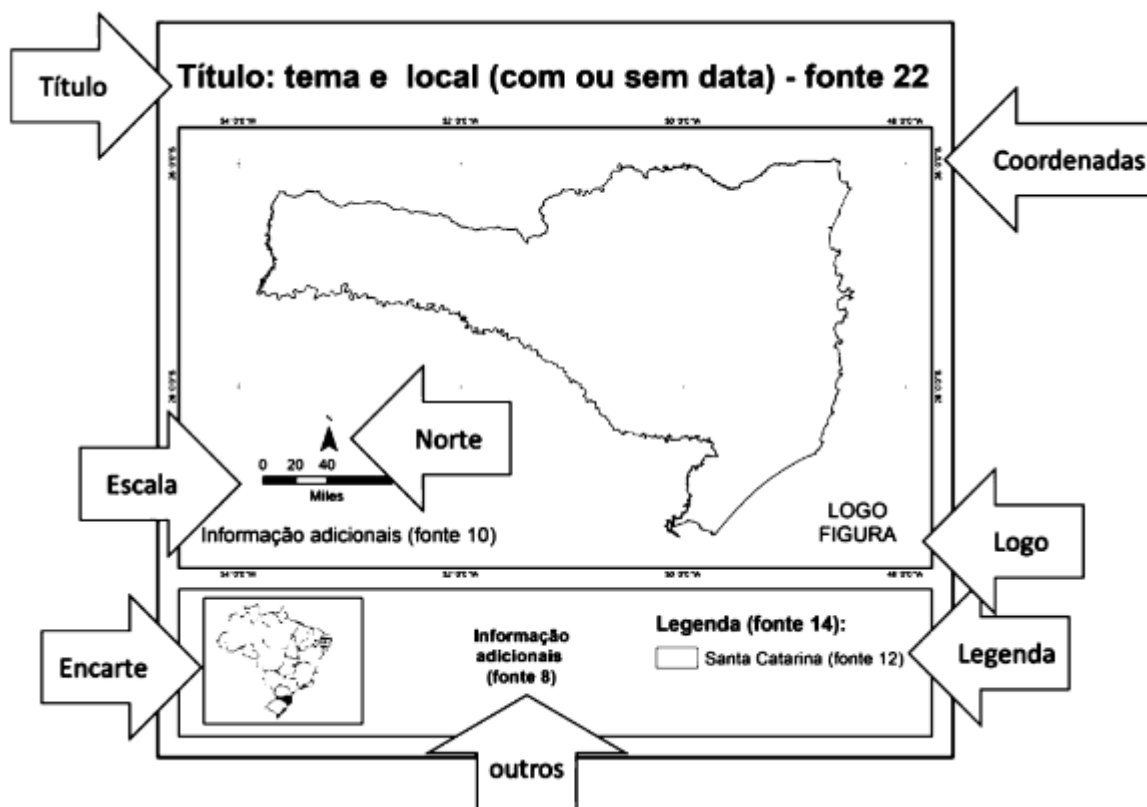 Título
Título: tema e local (com ou sem data) - fonte 22
Coordenadas
Norte
Escala
0 20 40
Miles
Informação adicionais (fonte 10)
LOGO
FIGURA
Logo
Encarte
Informação
adicionais
(fonte 8)
Legenda (fonte 14):
Santa Catarina (fonte 12)
Legenda
outros